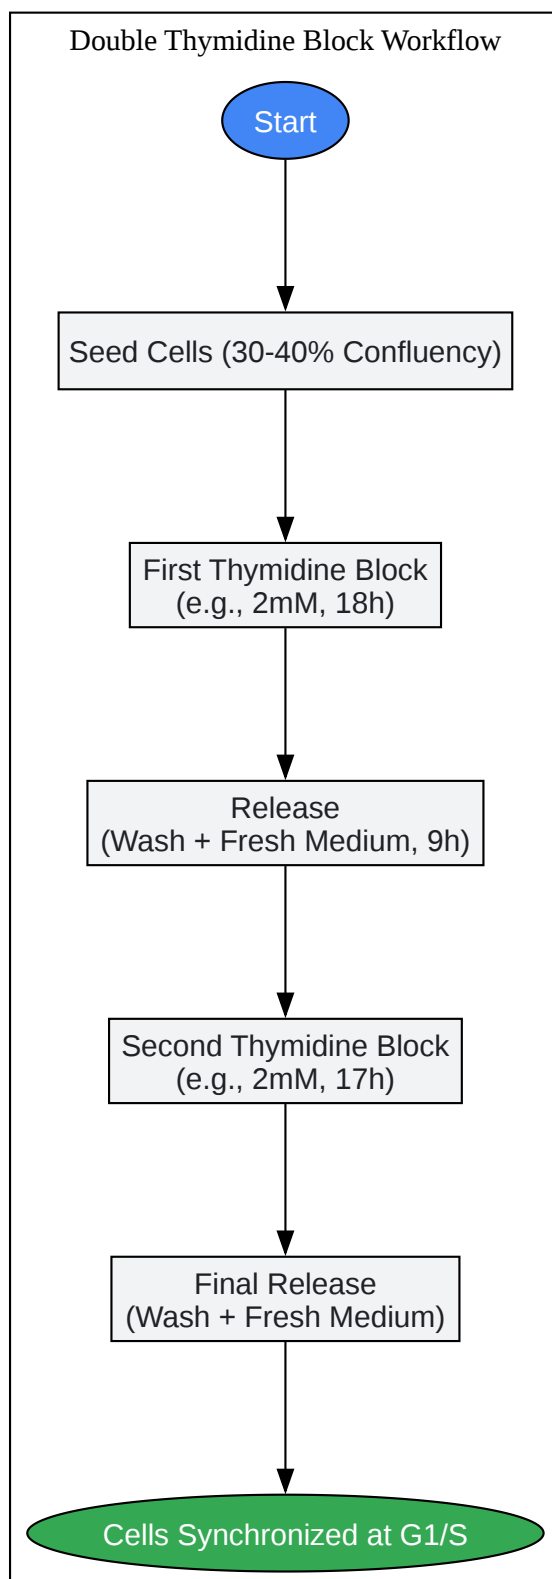 Double Thymidine Block Workflow
Start
Seed Cells (30-40% Confluency)
First Thymidine Block
(e.g., 2mM, 18h)
Release
(Wash + Fresh Medium, 9h)
Second Thymidine Block
(e.g., 2mM, 17h)
Final Release
(Wash + Fresh Medium)
Cells Synchronized at G1/S